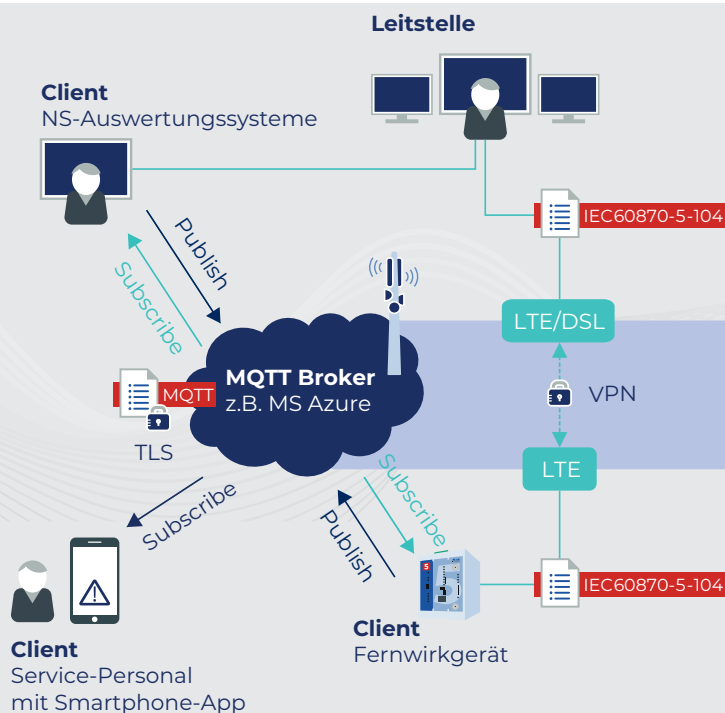 Leitstelle
Client
NS-Auswertungssysteme
IEC60870-5-104
Publish
Subscribe
LTE/DSL
MQTT Broker
z.B. MS Azure
MQTT
TLS
VPN
LTE
Subscribe
Subscribe
Publish
IEC60870-5-104
Client
Fernwirkgerät
Client
Service-Personal
mit Smartphone-App